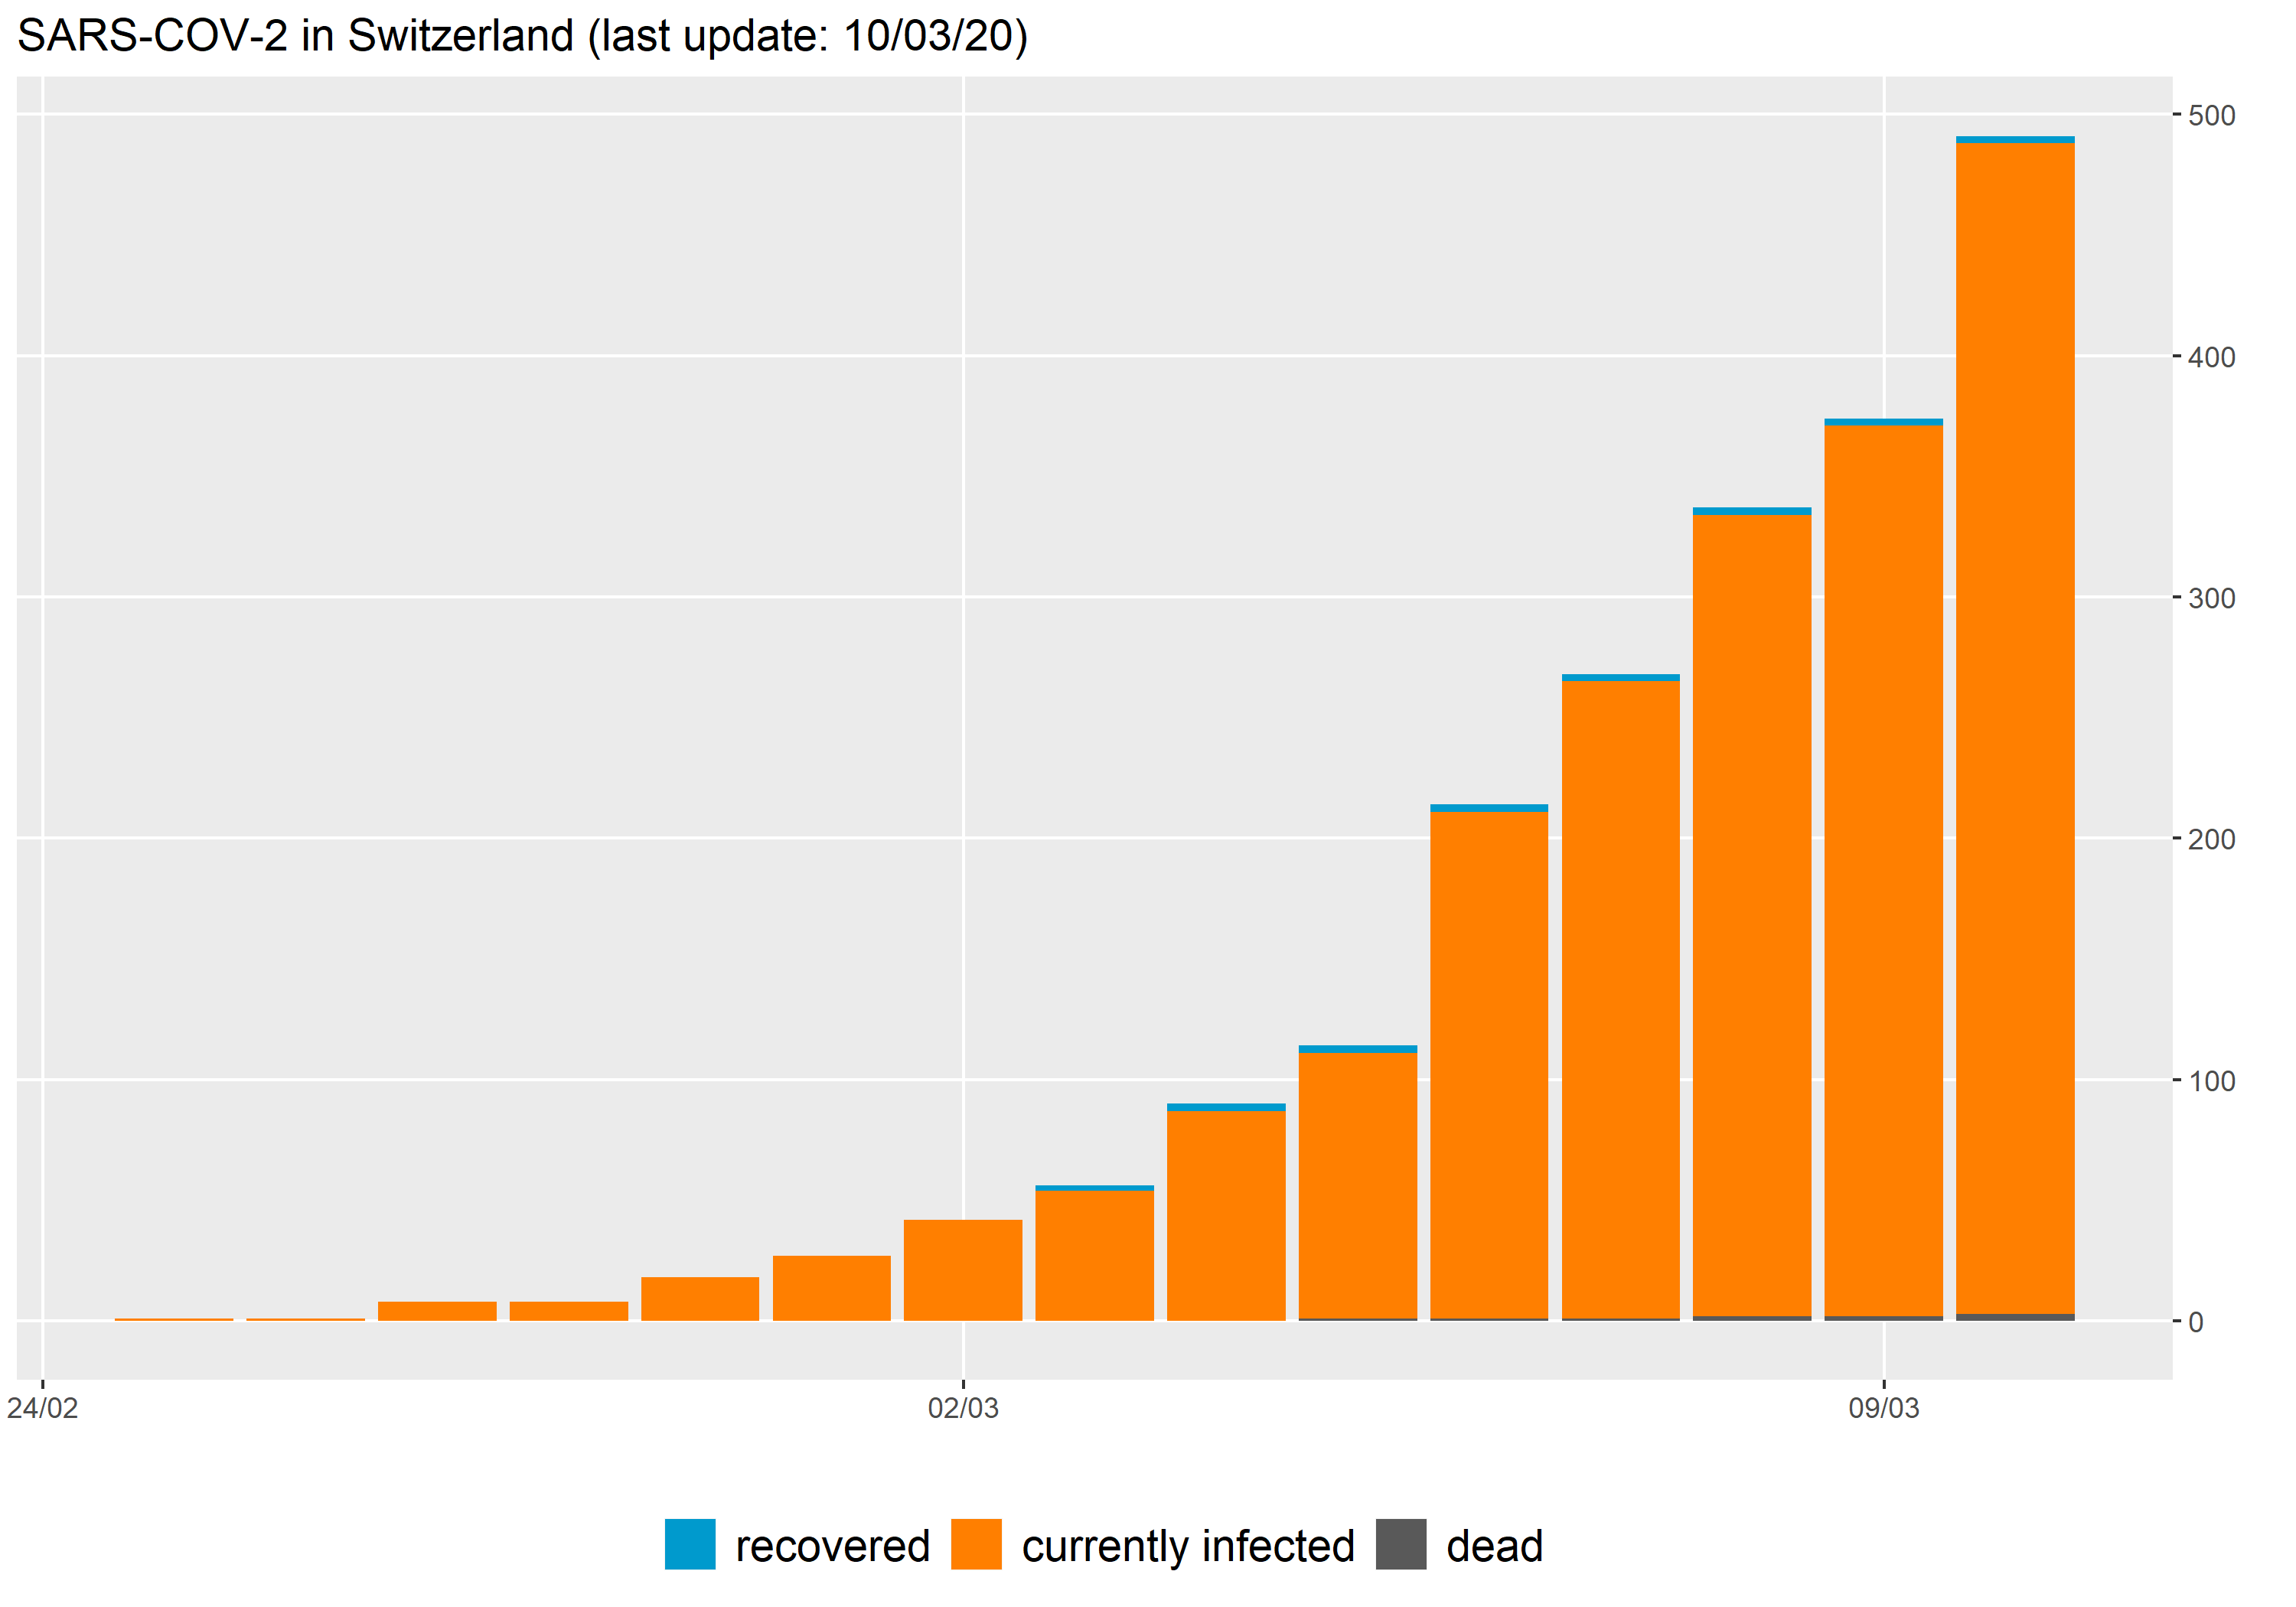 SARS-COV-2 in Switzerland (last update: 10/03/20)
500
400
300
200
100
0
24/02 02/03 09/03
recovered currently infected dead